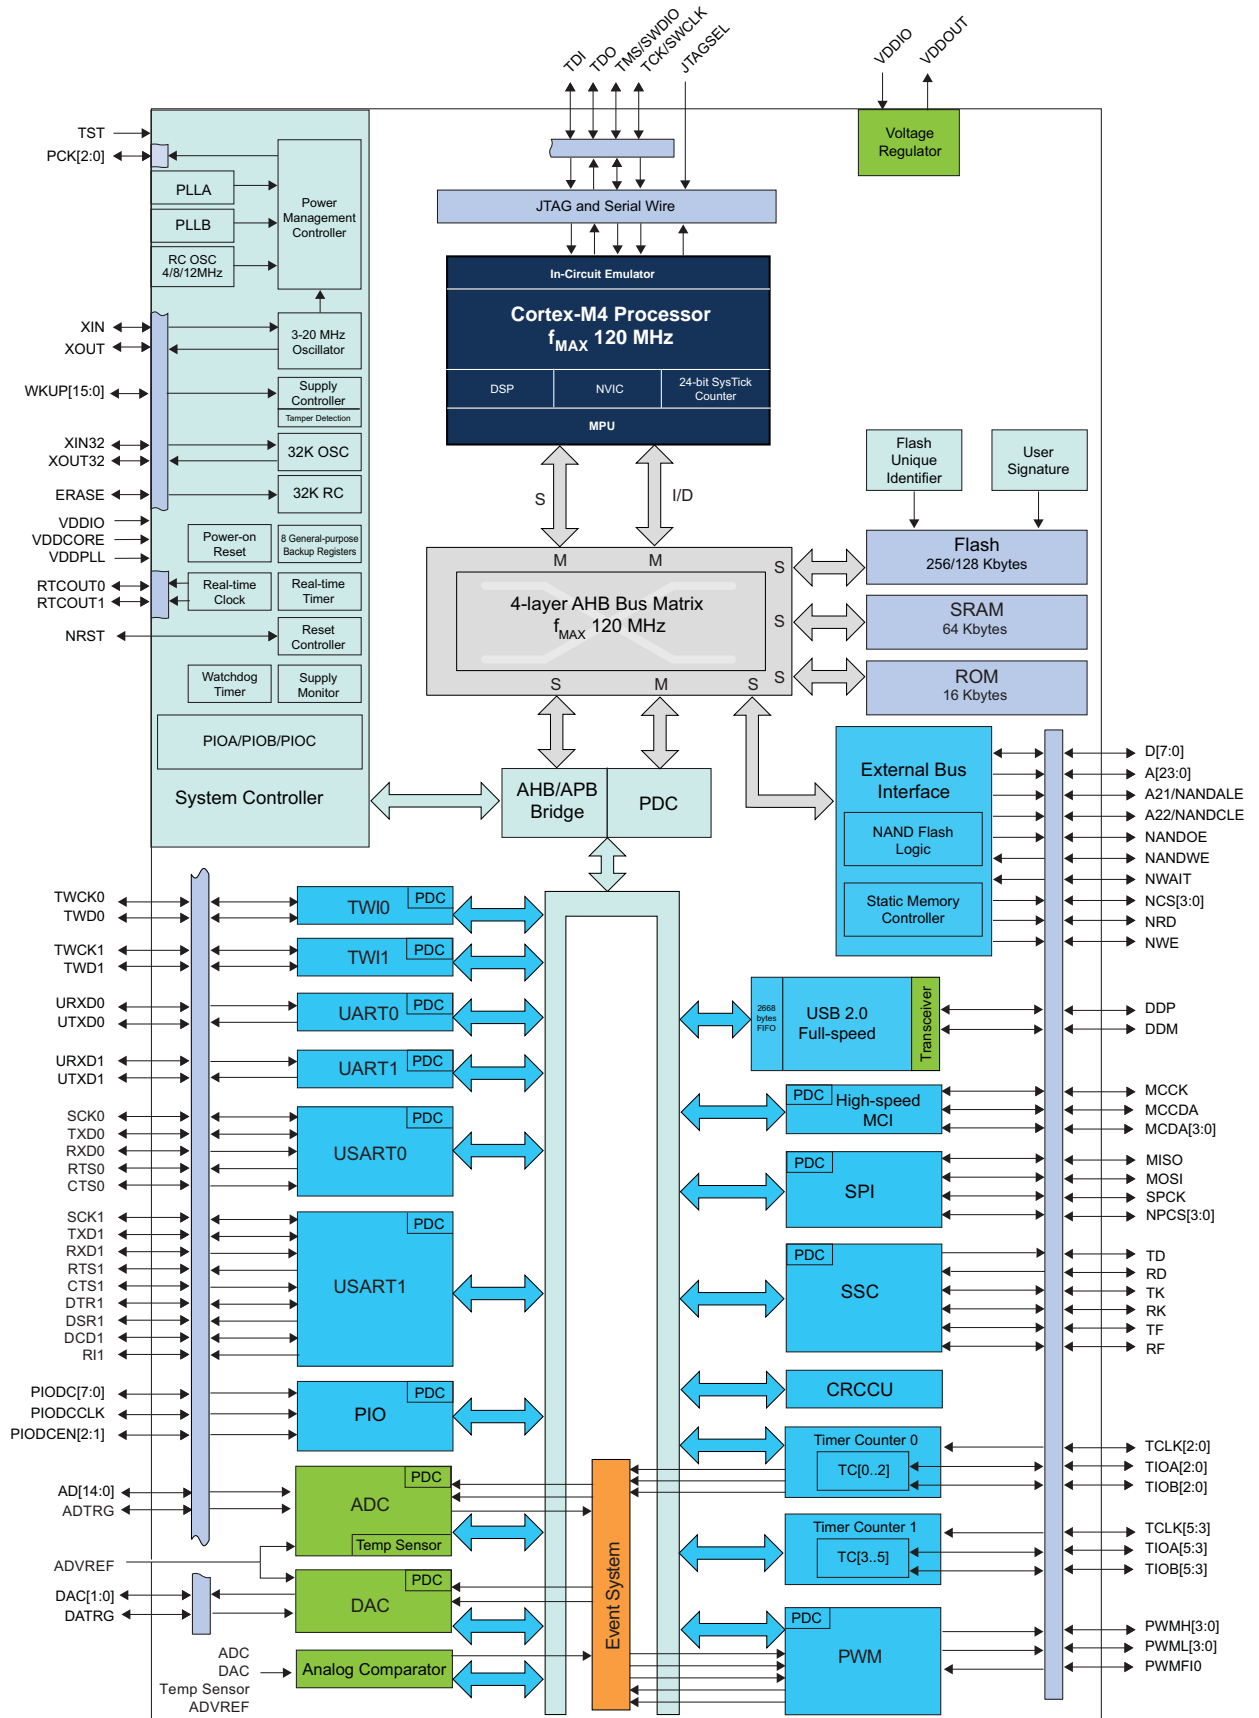 TDI
TDO
TMS/SWDIO
TCK/SWCLK
JTAGSEL
VDDIO
VDDOUT
TST
PCK[2:0]
PLLA
PLLB
RC OSC
4/8/12MHz
Power
Management
Controller
XIN
XOUT
3-20 MHz
Oscillator
WKUP[15:0]
Supply
Controller
Tamper Detection
XIN32
XOUT32
32K OSC
ERASE
32K RC
VDDIO
VDDCORE
VDDPLL
Power-on
Reset
8 General-purpose
Backup Registers
RTCOUT0
RTCOUT1
Real-time
Clock
Real-time
Timer
NRST
Reset
Controller
Watchdog
Timer
Supply
Monitor
PIOA/PIOB/PIOC
System Controller
Voltage
Regulator
JTAG and Serial Wire
In-Circuit Emulator
Cortex-M4 Processor
fMAX 120 MHz
DSP
NVIC
24-bit SysTick
Counter
MPU
S
I/D
M
M
4-layer AHB Bus Matrix
fMAX 120 MHz
S
S
S
S
M
S
Flash
Unique
Identifier
User
Signature
Flash
256/128 Kbytes
SRAM
64 Kbytes
ROM
16 Kbytes
AHB/APB
Bridge
PDC
External Bus
Interface
NAND Flash
Logic
Static Memory
Controller
D[7:0]
A[23:0]
A21/NANDALE
A22/NANDCLE
NANDOE
NANDWE
NWAIT
NCS[3:0]
NRD
NWE
TWCK0
TWD0
TWI0
PDC
TWCK1
TWD1
TWI1
PDC
URXD0
UTXD0
UART0
PDC
URXD1
UTXD1
UART1
PDC
SCK0
TXD0
RXD0
RTS0
CTS0
USART0
PDC
SCK1
TXD1
RXD1
RTS1
CTS1
DTR1
DSR1
DCD1
RI1
USART1
PDC
PIODC[7:0]
PIODCCLK
PIODCEN[2:1]
PIO
PDC
AD[14:0]
ADTRG
ADC
PDC
Temp Sensor
ADVREF
DAC[1:0]
DATRG
DAC
PDC
ADC
DAC
Temp Sensor
ADVREF
Analog Comparator
Event System
2668
bytes
FIFO
USB 2.0
Full-speed
Transceiver
DDP
DDM
PDC
High-speed
MCI
MCCK
MCCDA
MCDA[3:0]
PDC
SPI
MISO
MOSI
SPCK
NPCS[3:0]
PDC
SSC
TD
RD
TK
RK
TF
RF
CRCCU
Timer Counter 0
TC[0..2]
TCLK[2:0]
TIOA[2:0]
TIOB[2:0]
Timer Counter 1
TC[3..5]
TCLK[5:3]
TIOA[5:3]
TIOB[5:3]
PDC
PWM
PWMH[3:0]
PWML[3:0]
PWMFI0